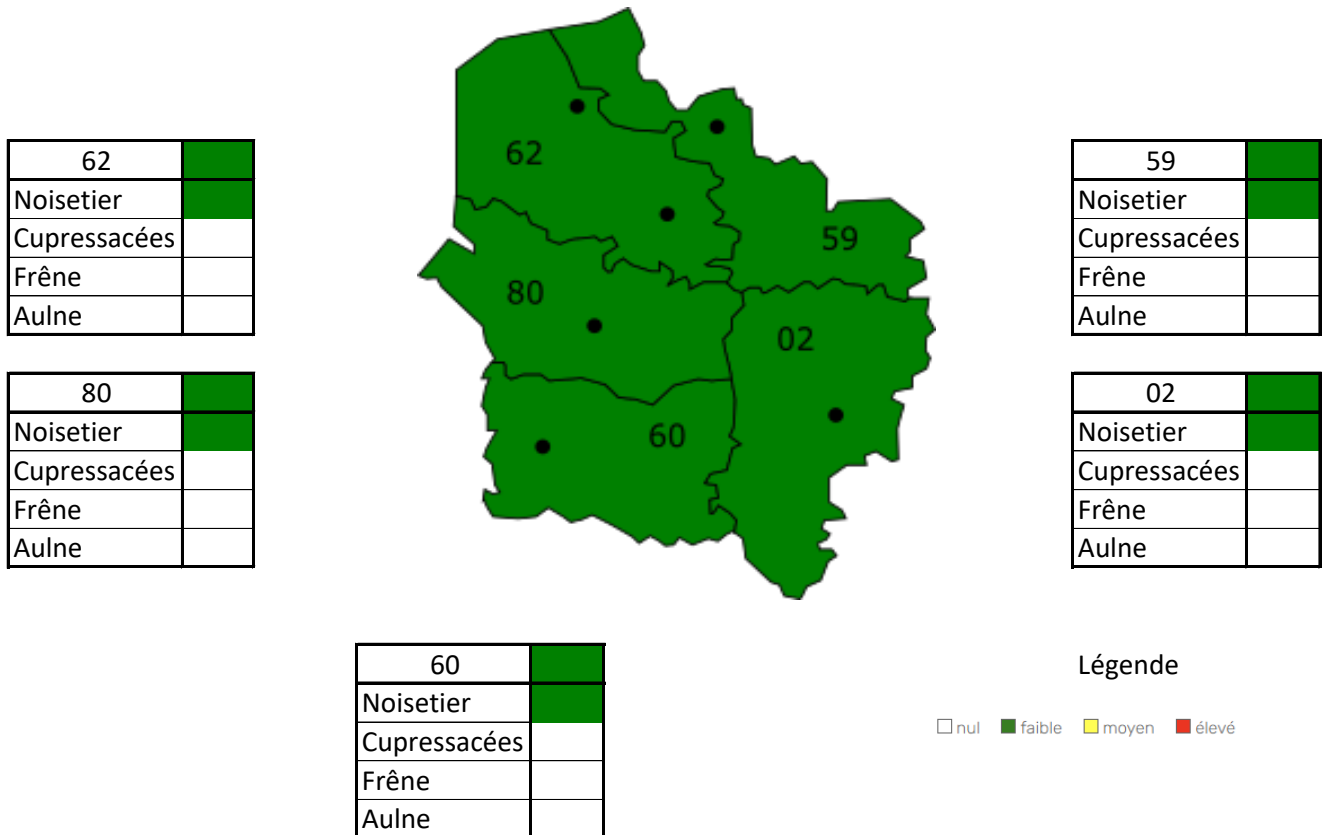 62
Noisetier
Cupressacées
Frêne
Aulne
80
Noisetier
Cupressacées
Frêne
Aulne
62
59
80
02
60
59
Noisetier
Cupressacées
Frêne
Aulne
02
Noisetier
Cupressacées
Frêne
Aulne
60
Noisetier
Cupressacées
Frêne
Aulne
Légende
nul faible moyen élevé